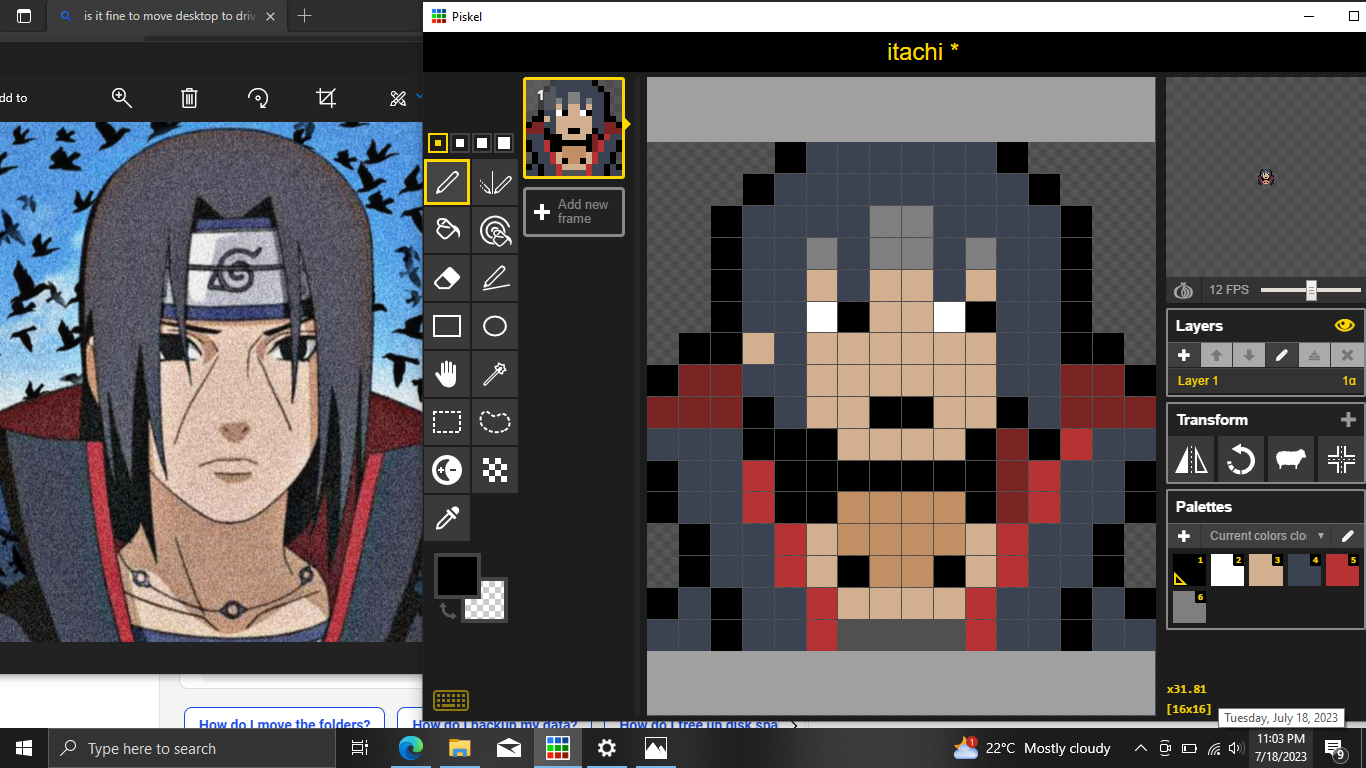 is it fine to move desktop to driv
Piskel
itachi *
dd to
1
Add new
frame
12 FPS
Layers
Layer 1
1α
Transform
Palettes
Current colors clo
1
2
3
4
5
6
x31.81
[16x16]
Tuesday, July 18, 2023
How do I move the folders?
How do I backup my data?
How do I free up disk spa
Type here to search
1
22°C Mostly cloudy
11:03 PM
7/18/2023
9